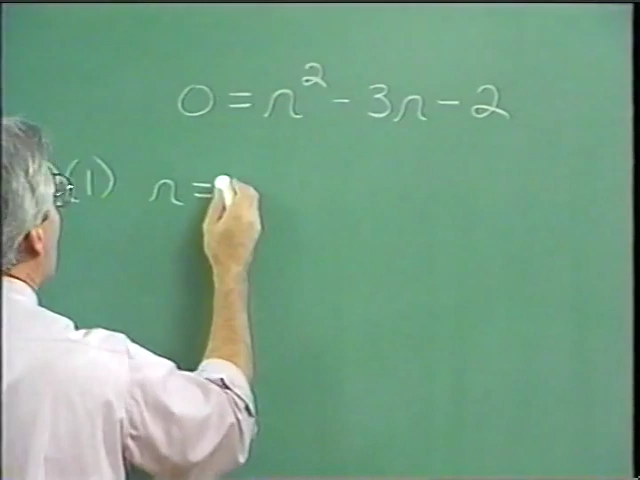 0 = n² - 3n - 2
(1) n =